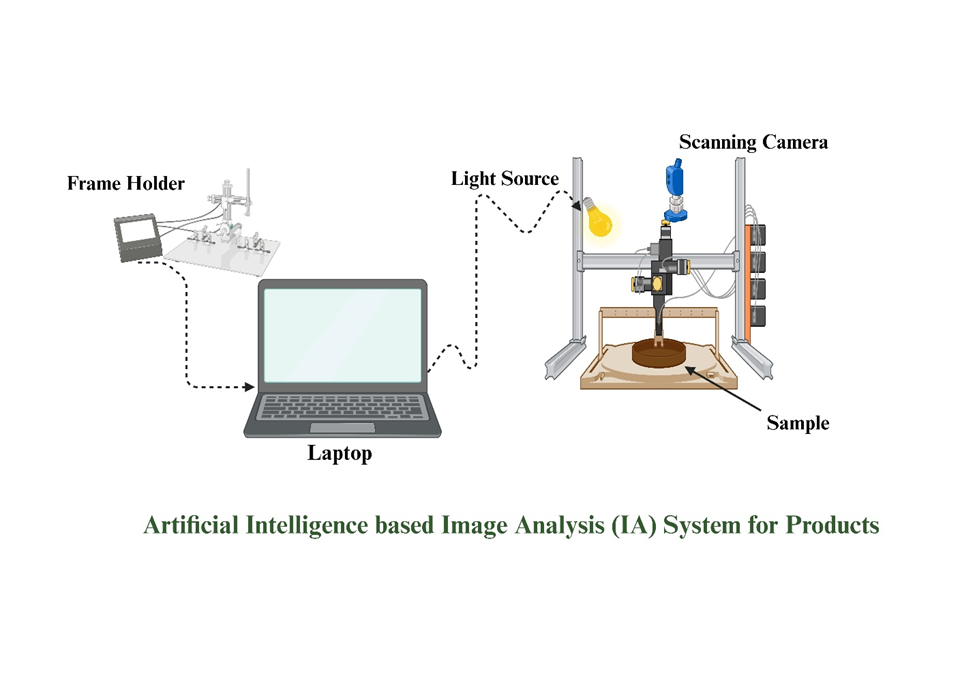 Scanning Camera
Frame Holder
Light Source
Sample
Laptop
Artificial Intelligence based Image Analysis (IA) System for Products